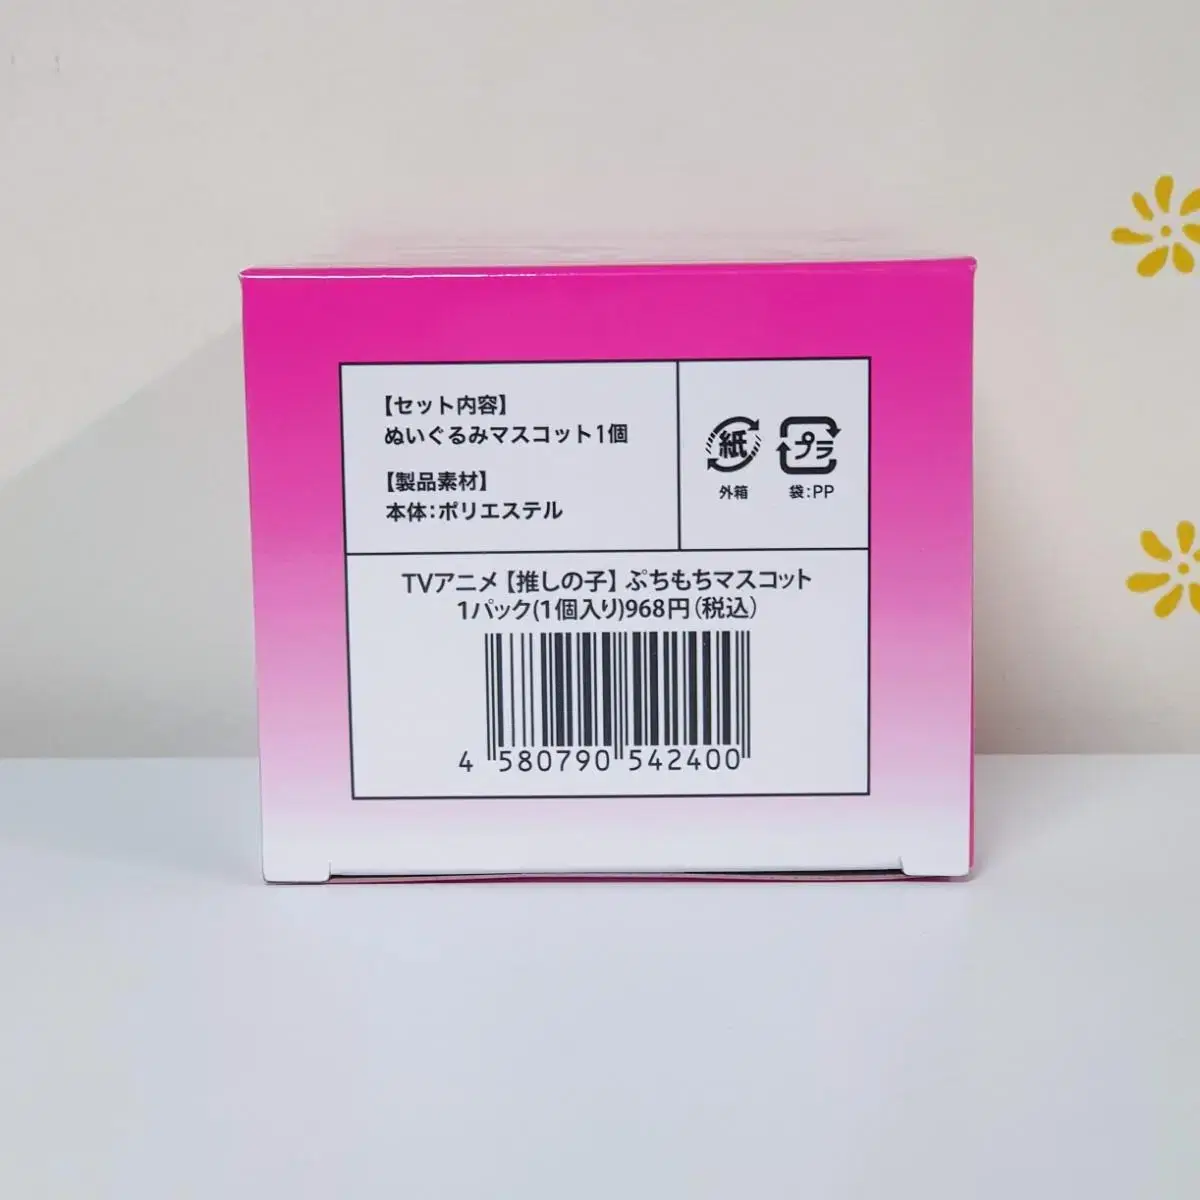 【セット内容】
ぬいぐるみマスコット1個
【製品素材】
本体:ポリエステル
紙
外箱
プラ
袋:PP
TVアニメ【推しの子】ぷちもちマスコット
1パック(1個入り)968円(税込)
4 580790 542400